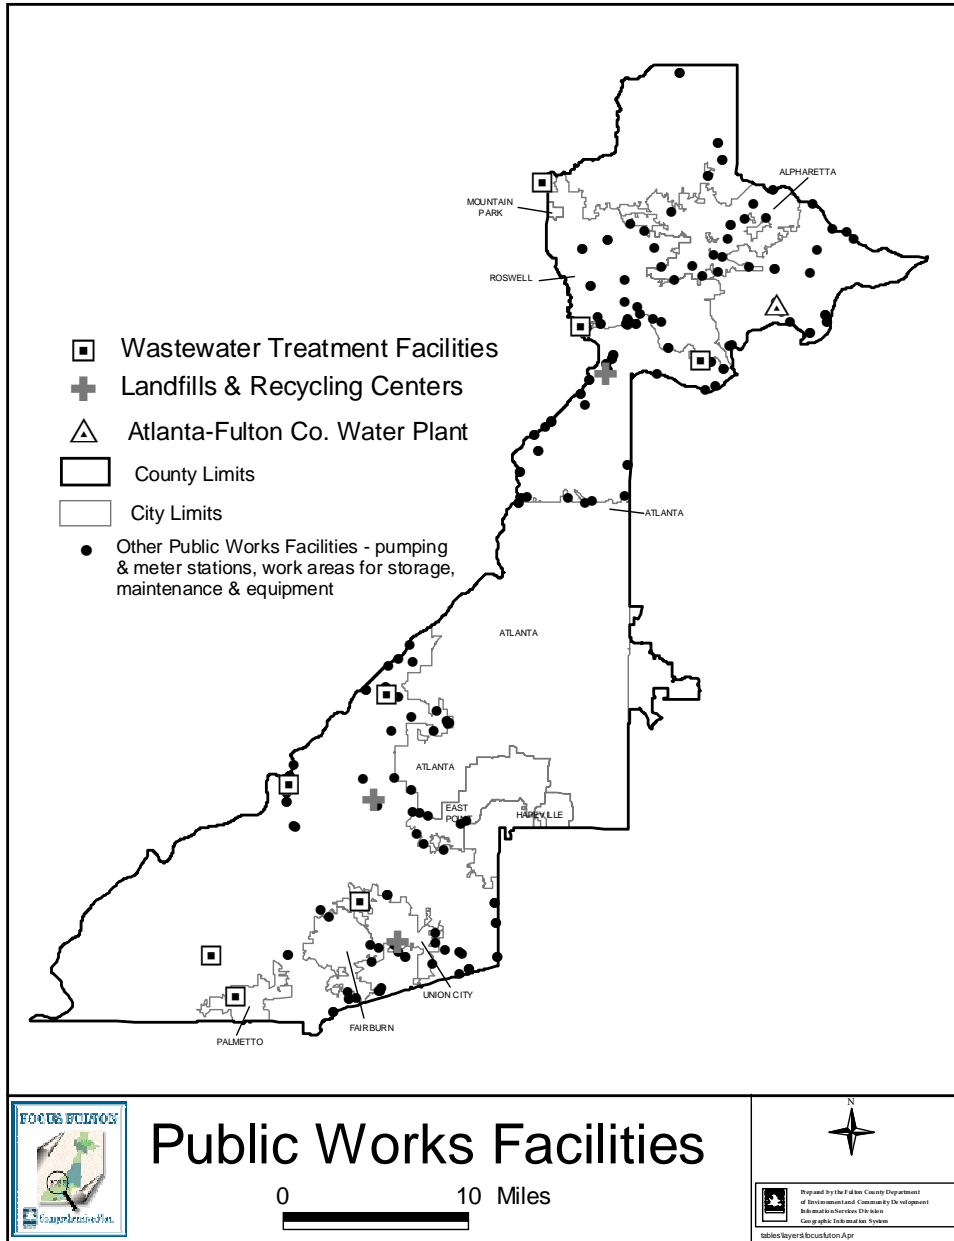 ALPHARETTA
MOUNTAIN
PARK
ROSWELL
Wastewater Treatment Facilities
Landfills & Recycling Centers
Atlanta-Fulton Co. Water Plant
County Limits
City Limits
Other Public Works Facilities - pumping
& meter stations, work areas for storage,
maintenance & equipment
ATLANTA
ATLANTA
ATLANTA
EAST
POINT
HAPEVILLE
UNION CITY
FAIRBURN
PALMETTO
FOCUS FULTON
Comprehensive Plan
Public Works Facilities
0 10 Miles
N
Prepared by the Fulton County Department
of Environment and Community Development
Information Services Division
Geographic Information System
tables\layers\focusfulton.Apr